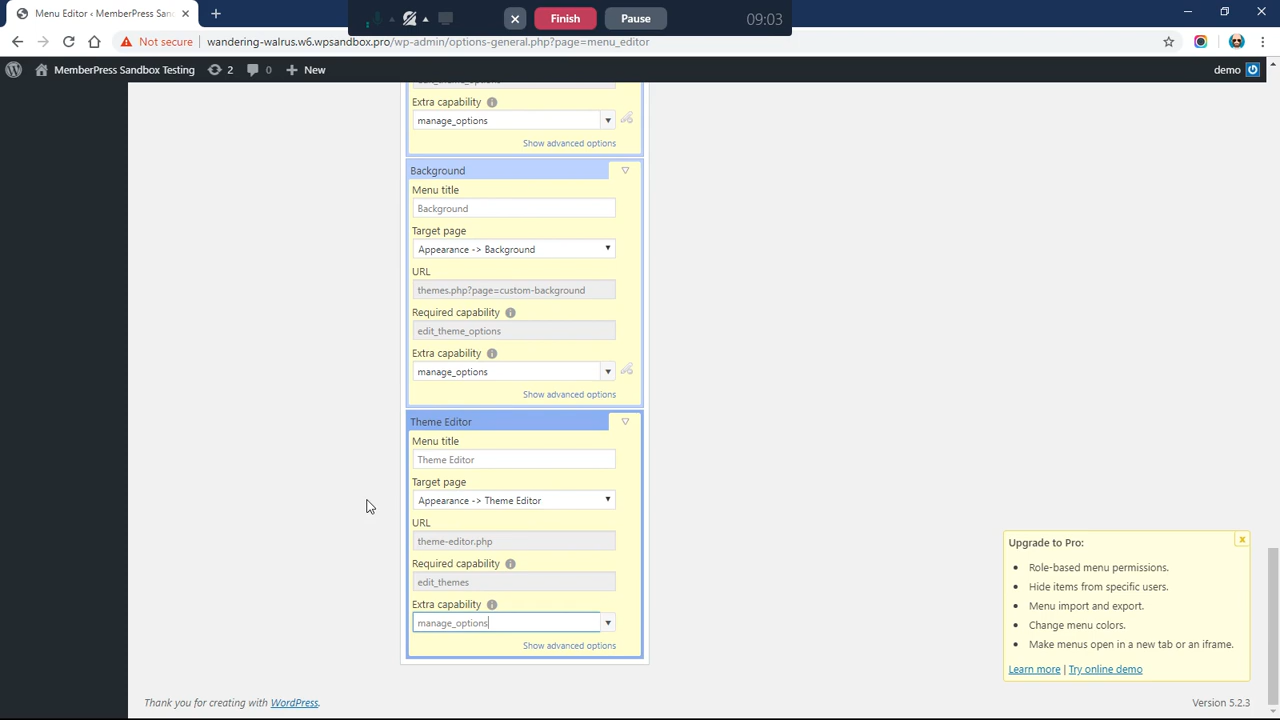 Menu Editor ‹ MemberPress Sand
Finish
Pause
09:03
Not secure
wandering-walrus.w6.wpsandbox.pro/wp-admin/options-general.php?page=menu_editor
MemberPress Sandbox Testing
2
0
New
demo
edit_theme_options
Extra capability
manage_options
Show advanced options
Background
Menu title
Background
Target page
Appearance -> Background
URL
themes.php?page=custom-background
Required capability
edit_theme_options
Extra capability
manage_options
Show advanced options
Theme Editor
Menu title
Theme Editor
Target page
Appearance -> Theme Editor
URL
theme-editor.php
Required capability
edit_themes
Extra capability
manage_options
Show advanced options
Upgrade to Pro:
Role-based menu permissions.
Hide items from specific users.
Menu import and export.
Change menu colors.
Make menus open in a new tab or an iframe.
Learn more | Try online demo
Thank you for creating with WordPress.
Version 5.2.3